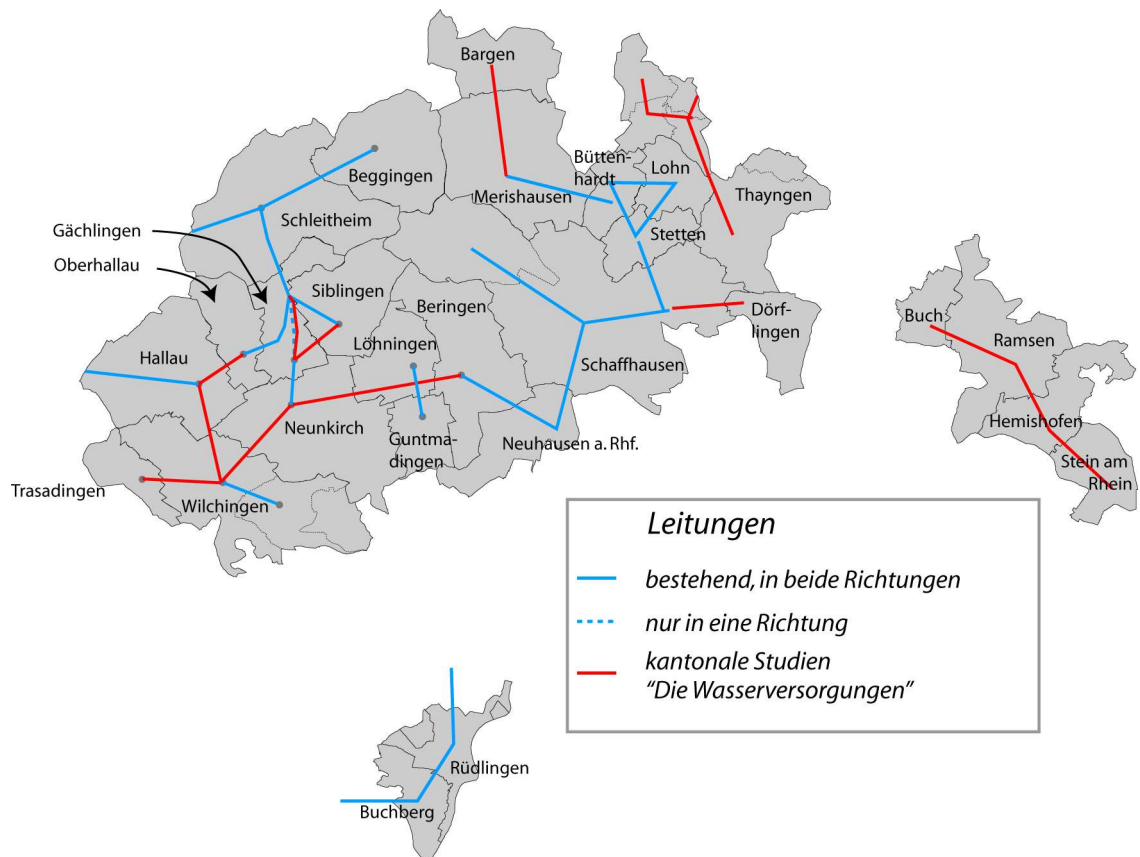 Bargen
Beggingen
Büttenhardt
Lohn
Merishausen
Thayngen
Schleitheim
Gächlingen
Stetten
Oberhallau
Siblingen
Beringen
Dörf-
lingen
Buch
Ramsen
Hallau
Löhningen
Schaffhausen
Neunkirch
Guntma-
dingen
Neuhausen a. Rhf.
Hemishofen
Stein am
Rhein
Trasadingen
Wilchingen
Leitungen
bestehend, in beide Richtungen
nur in eine Richtung
kantonale Studien
“Die Wasserversorgungen”
Rüdlingen
Buchberg